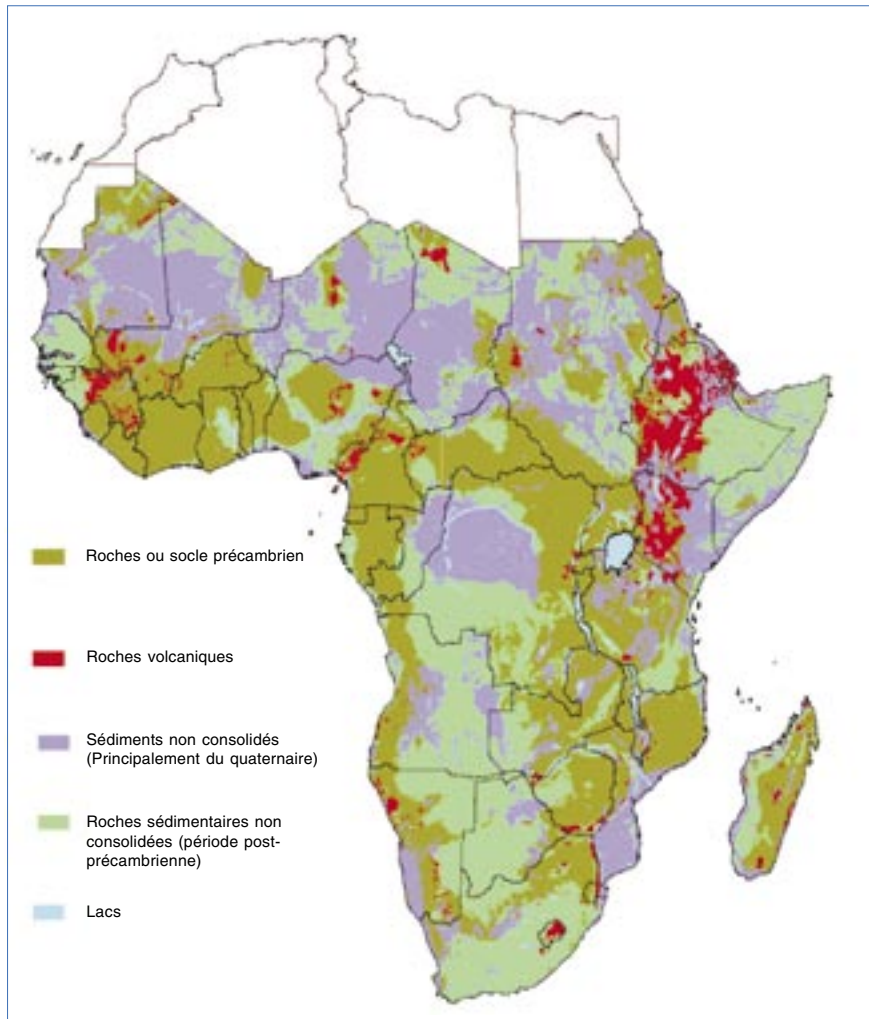 Roches ou socle précambrien
Roches volcaniques
Sédiments non consolidés
(Principalement du quaternaire)
Roches sédimentaires non
consolidées (période post-
précambrienne)
Lacs